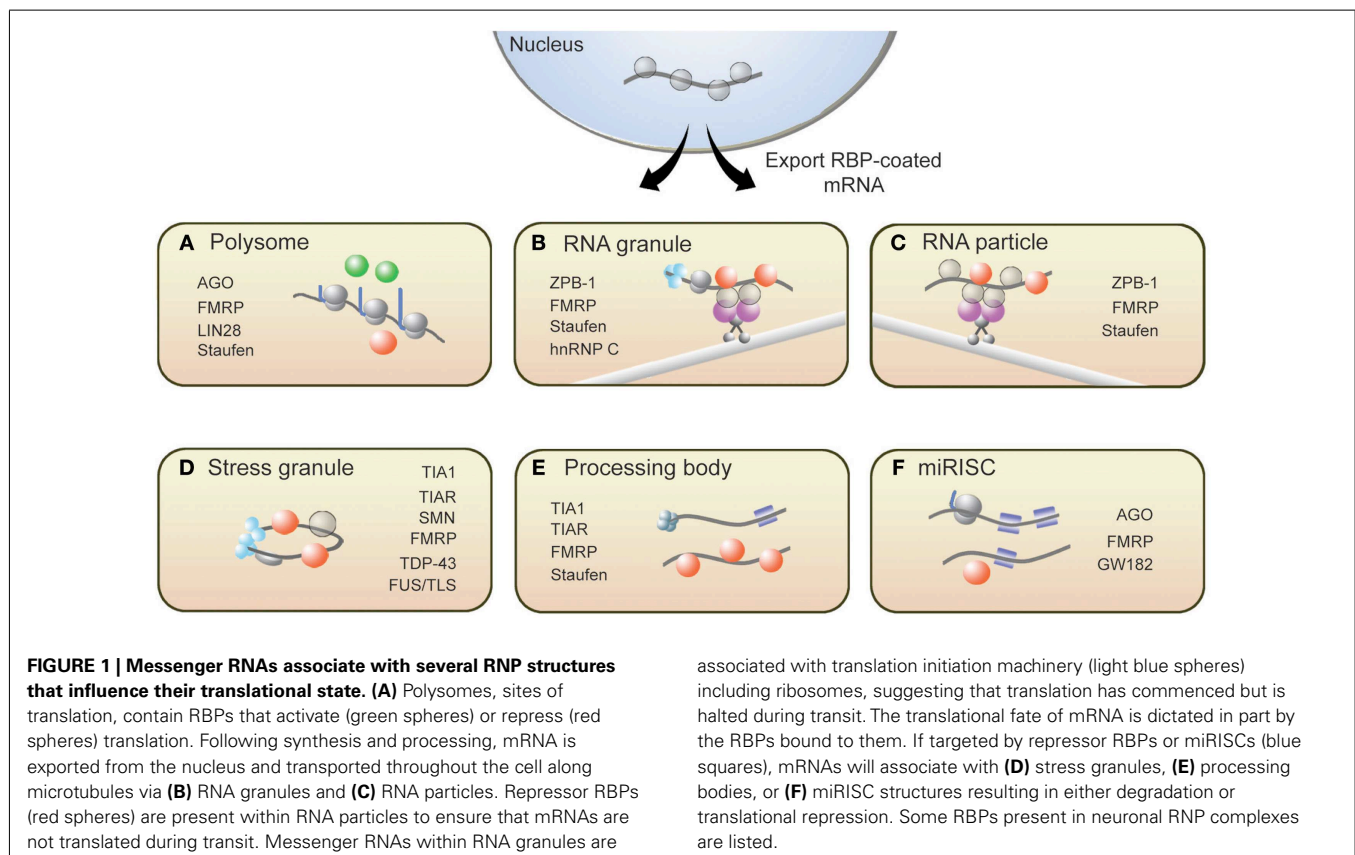 Nucleus
Export RBP-coated
mRNA
A Polysome
AGO
FMRP
LIN28
Staufen
B RNA granule
ZPB-1
FMRP
Staufen
hnRNP C
C RNA particle
ZPB-1
FMRP
Staufen
D Stress granule
TIA1
TIAR
SMN
FMRP
TDP-43
FUS/TLS
E Processing body
TIA1
TIAR
FMRP
Staufen
F miRISC
AGO
FMRP
GW182
FIGURE 1 | Messenger RNAs associate with several RNP structures
that influence their translational state. (A) Polysomes, sites of
translation, contain RBPs that activate (green spheres) or repress (red
spheres) translation. Following synthesis and processing, mRNA is
exported from the nucleus and transported throughout the cell along
microtubules via (B) RNA granules and (C) RNA particles. Repressor RBPs
(red spheres) are present within RNA particles to ensure that mRNAs are
not translated during transit. Messenger RNAs within RNA granules are
associated with translation initiation machinery (light blue spheres)
including ribosomes, suggesting that translation has commenced but is
halted during transit. The translational fate of mRNA is dictated in part by
the RBPs bound to them. If targeted by repressor RBPs or miRISCs (blue
squares), mRNAs will associate with (D) stress granules, (E) processing
bodies, or (F) miRISC structures resulting in either degradation or
translational repression. Some RBPs present in neuronal RNP complexes
are listed.